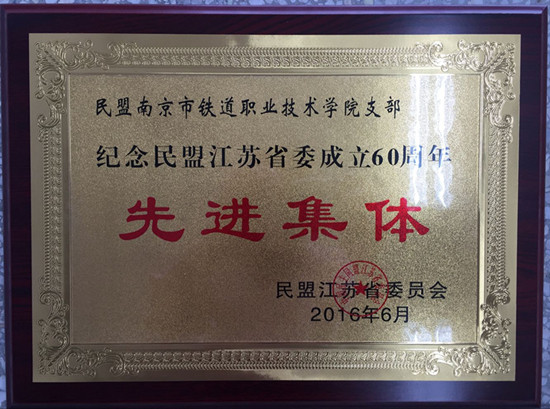 民盟南京市铁道职业技术学院支部
纪念民盟江苏省委成立60周年
先进集体
民盟江苏省委员会
2016年6月